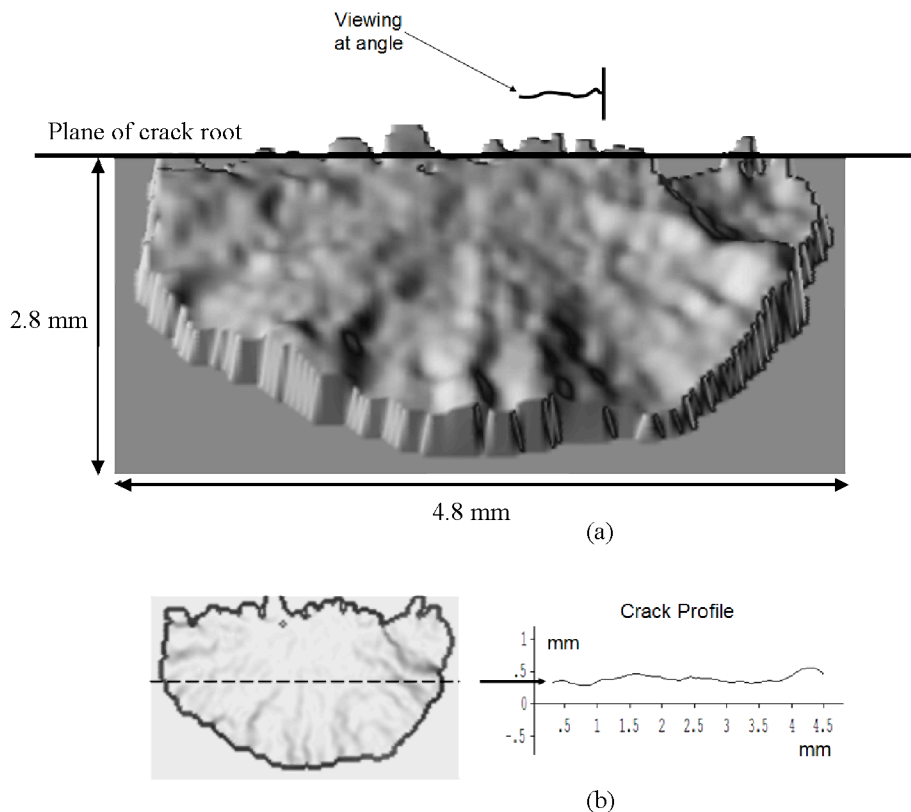 Viewing
at angle
Plane of crack root
2.8 mm
4.8 mm
(a)
Crack Profile
1
mm
.5
0
-.5
.5 1 1.5 2 2.5 3 3.5 4 4.5
mm
(b)